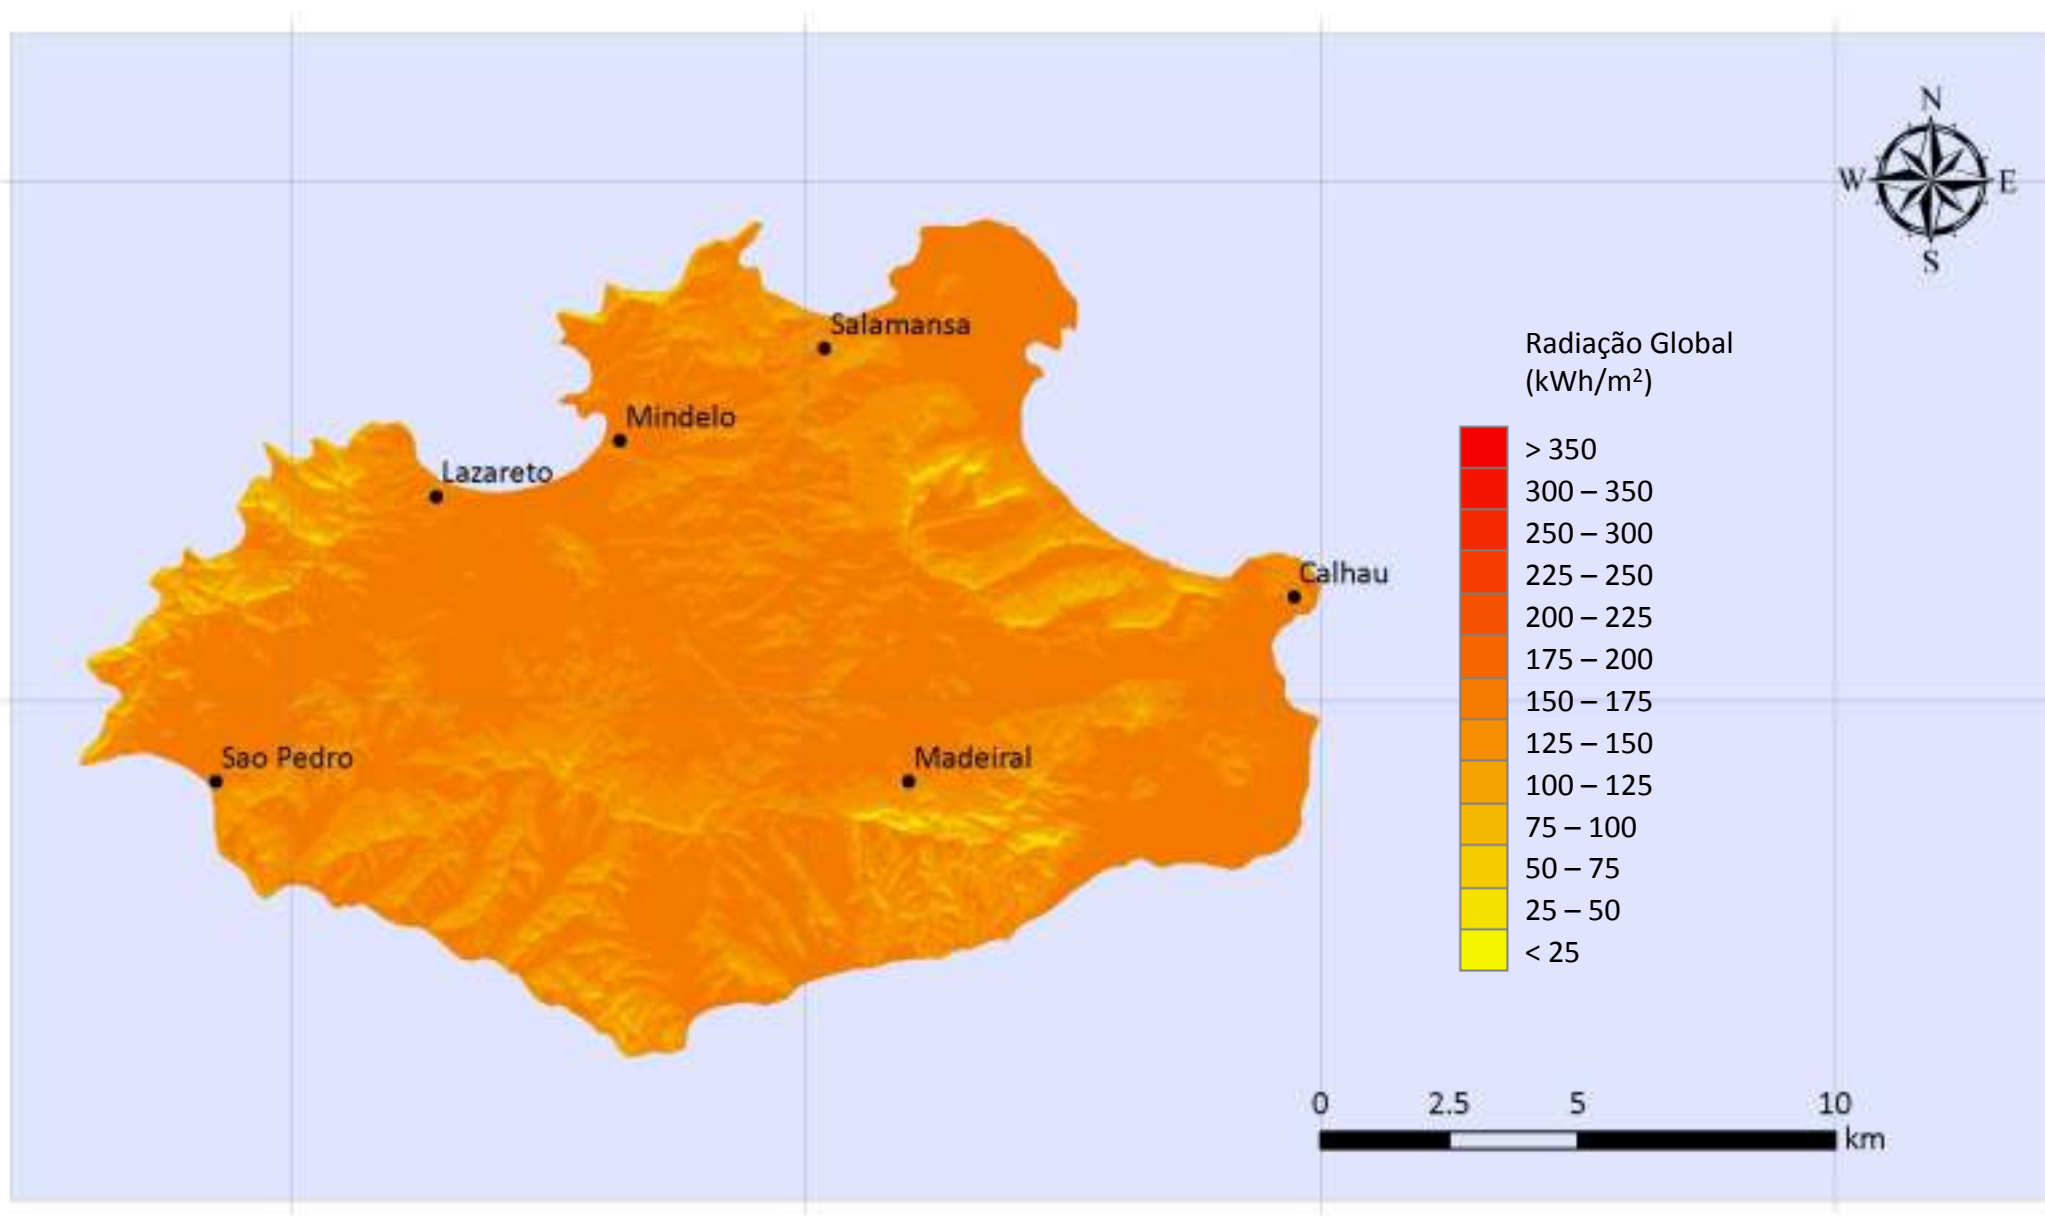 N
W E
S
Salamansa
Mindelo
Lazareto
Calhau
Sao Pedro
Madeiral
Radiação Global
(kWh/m²)
> 350
300 – 350
250 – 300
225 – 250
200 – 225
175 – 200
150 – 175
125 – 150
100 – 125
75 – 100
50 – 75
25 – 50
< 25
0 2.5 5 10
km